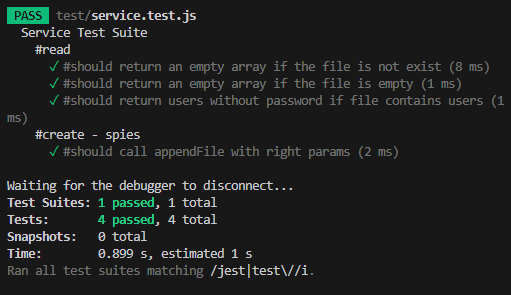 PASS test/service.test.js
Service Test Suite
#read
✓ #should return an empty array if the file is not exist (8 ms)
✓ #should return an empty array if the file is empty (1 ms)
✓ #should return users without password if file contains users (1
ms)
#create - spies
✓ #should call appendFile with right params (2 ms)
Waiting for the debugger to disconnect...
Test Suites: 1 passed, 1 total
Tests: 4 passed, 4 total
Snapshots: 0 total
Time: 0.899 s, estimated 1 s
Ran all test suites matching /jest|test\//i.